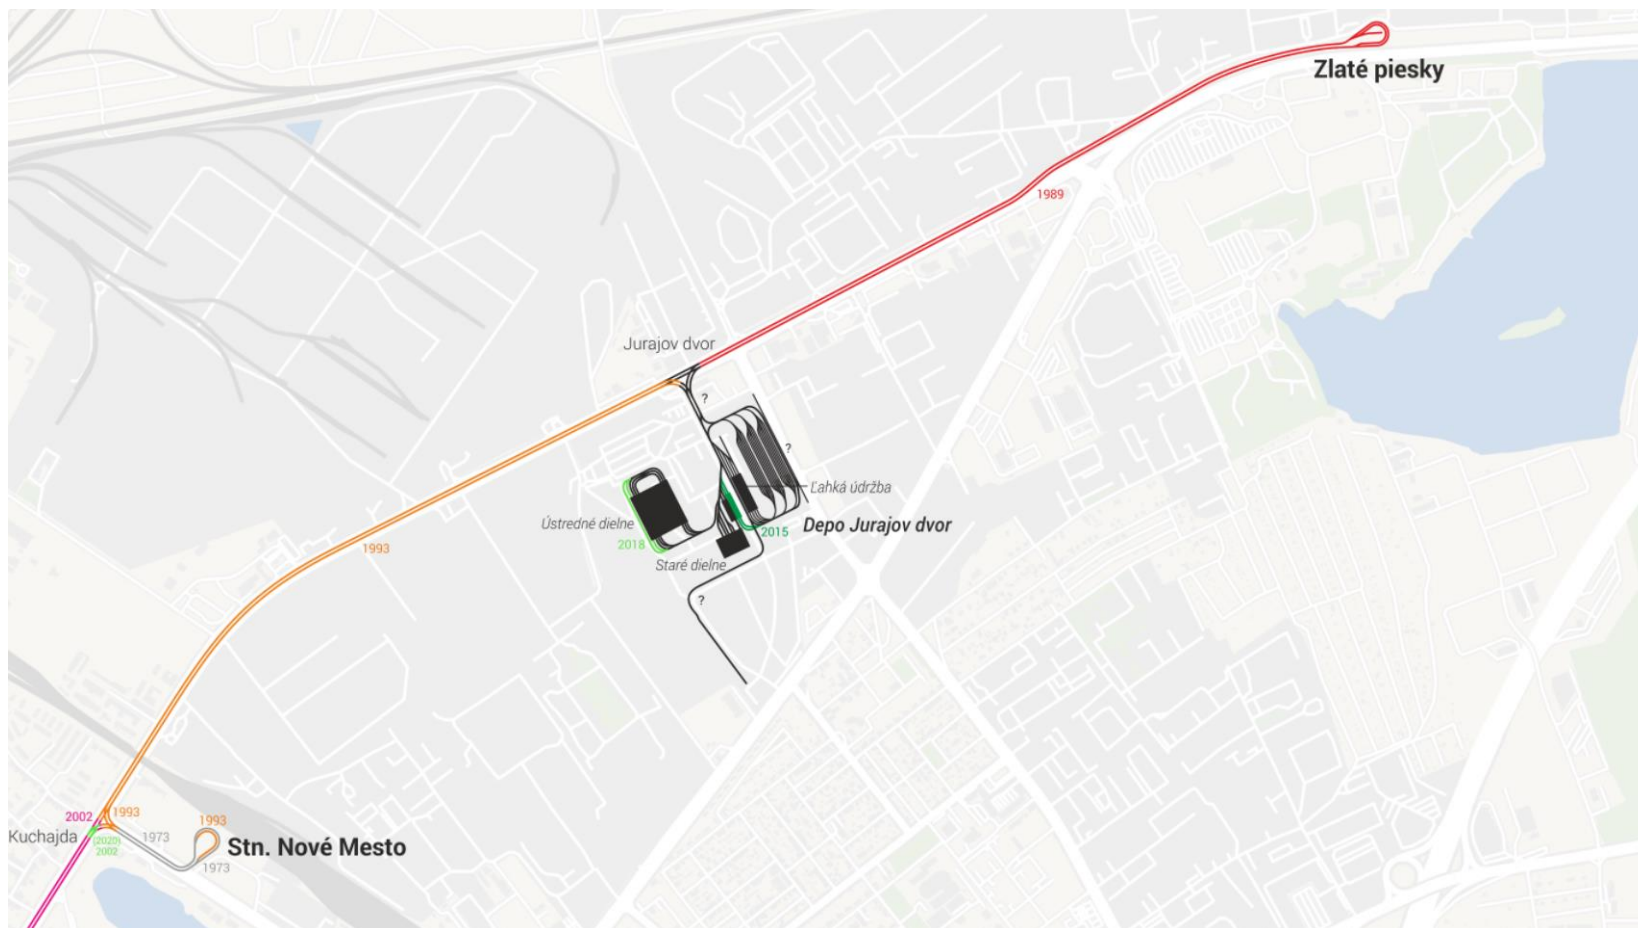 Zlaté piesky
1989
Jurajov dvor
?
?
Ľahká údržba
Ústredné dielne
Depo Jurajov dvor
2015
2018
1993
Staré dielne
?
2002
1993
1993
Kuchajda
(2020)
2002
1973
Stn. Nové Mesto
1973